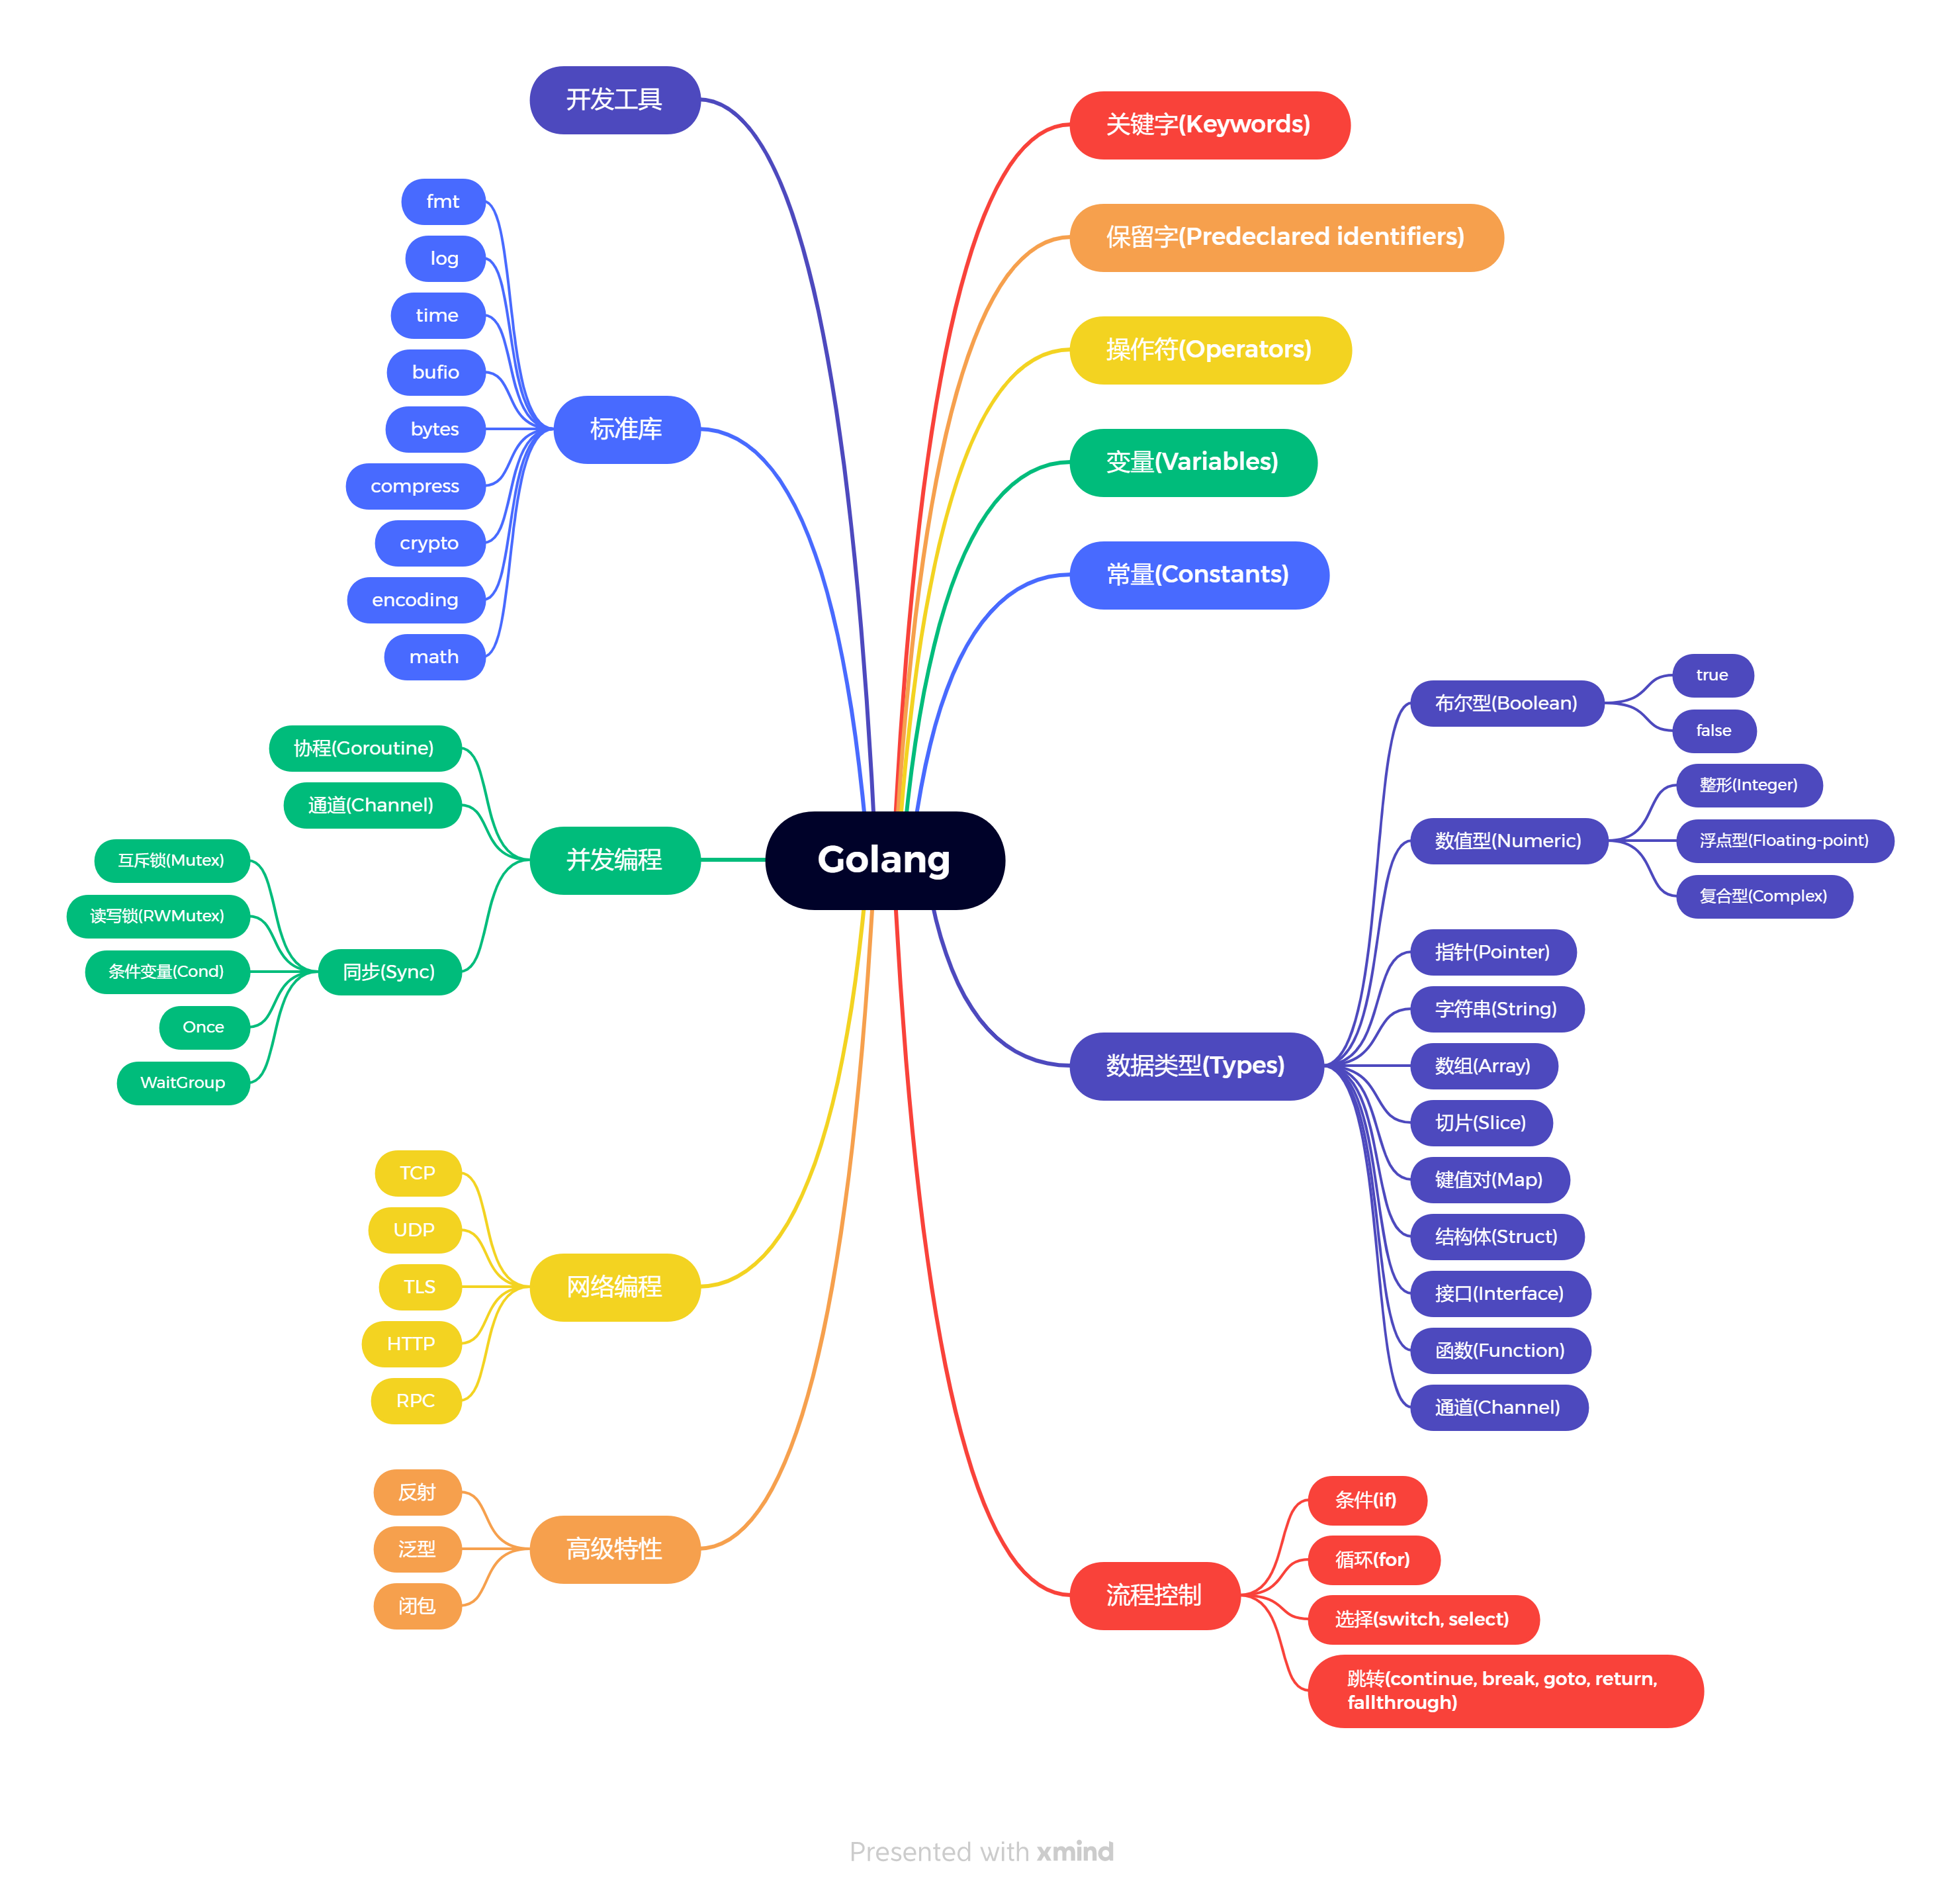 Golang
关键字(Keywords)
保留字(Predeclared identifiers)
操作符(Operators)
变量(Variables)
常量(Constants)
数据类型(Types)
布尔型(Boolean)
true
false
数值型(Numeric)
整形(Integer)
浮点型(Floating-point)
复合型(Complex)
指针(Pointer)
字符串(String)
数组(Array)
切片(Slice)
键值对(Map)
结构体(Struct)
接口(Interface)
函数(Function)
通道(Channel)
流程控制
条件(if)
循环(for)
选择(switch, select)
跳转(continue, break, goto, return,
fallthrough)
开发工具
标准库
fmt
log
time
bufio
bytes
compress
crypto
encoding
math
并发编程
协程(Goroutine)
通道(Channel)
同步(Sync)
互斥锁(Mutex)
读写锁(RWMutex)
条件变量(Cond)
Once
WaitGroup
网络编程
TCP
UDP
TLS
HTTP
RPC
高级特性
反射
泛型
闭包
Presented with xmind